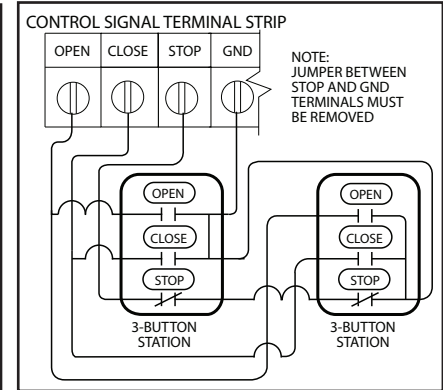 CONTROL SIGNAL TERMINAL STRIP
OPEN CLOSE STOP GND
NOTE:
JUMPER BETWEEN
STOP AND GND
TERMINALS MUST
BE REMOVED
OPEN
CLOSE
STOP
3-BUTTON
STATION
OPEN
CLOSE
STOP
3-BUTTON
STATION